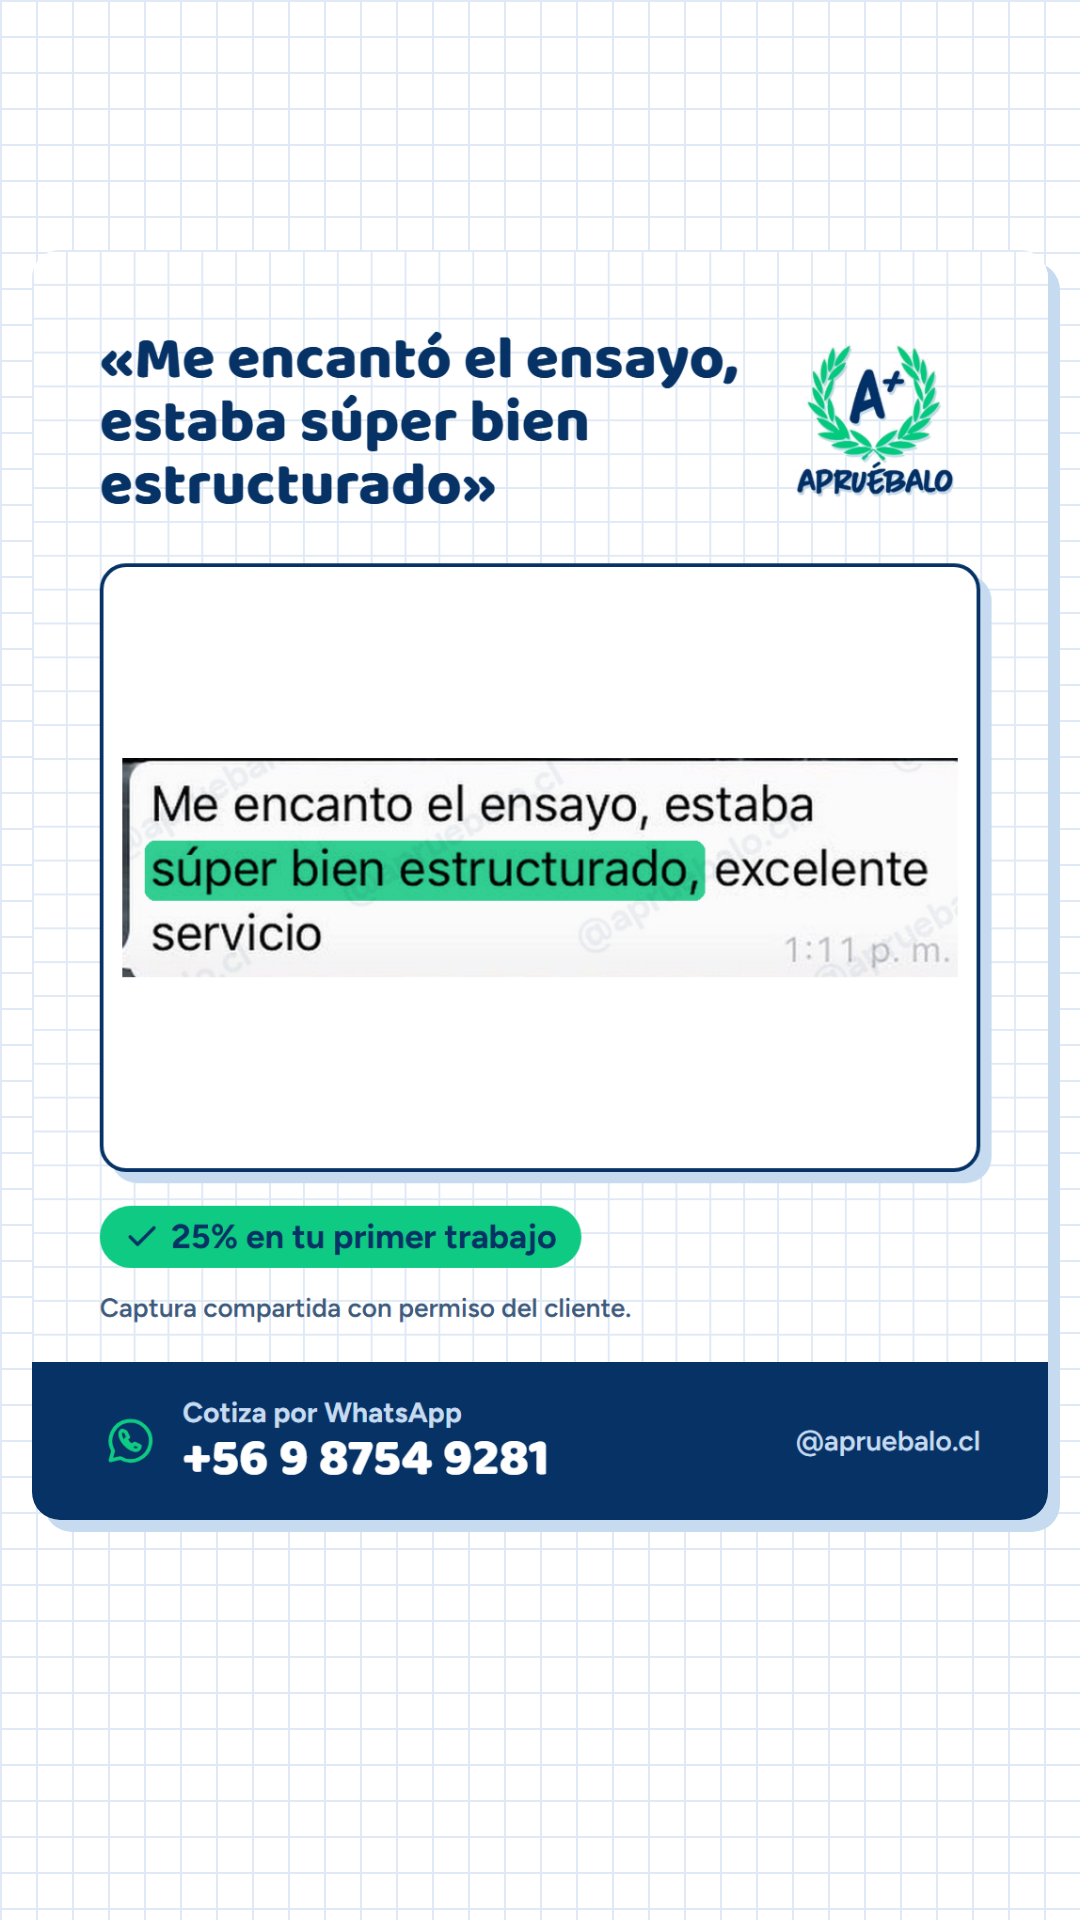 «Me encantó el ensayo,
estaba súper bien
estructurado»
A+
APRUÉBALO
Me encanto el ensayo, estaba
súper bien estructurado, excelente
servicio
1:11 p. m.
25% en tu primer trabajo
Captura compartida con permiso del cliente.
Cotiza por WhatsApp
+56 9 8754 9281
@apruebalo.cl